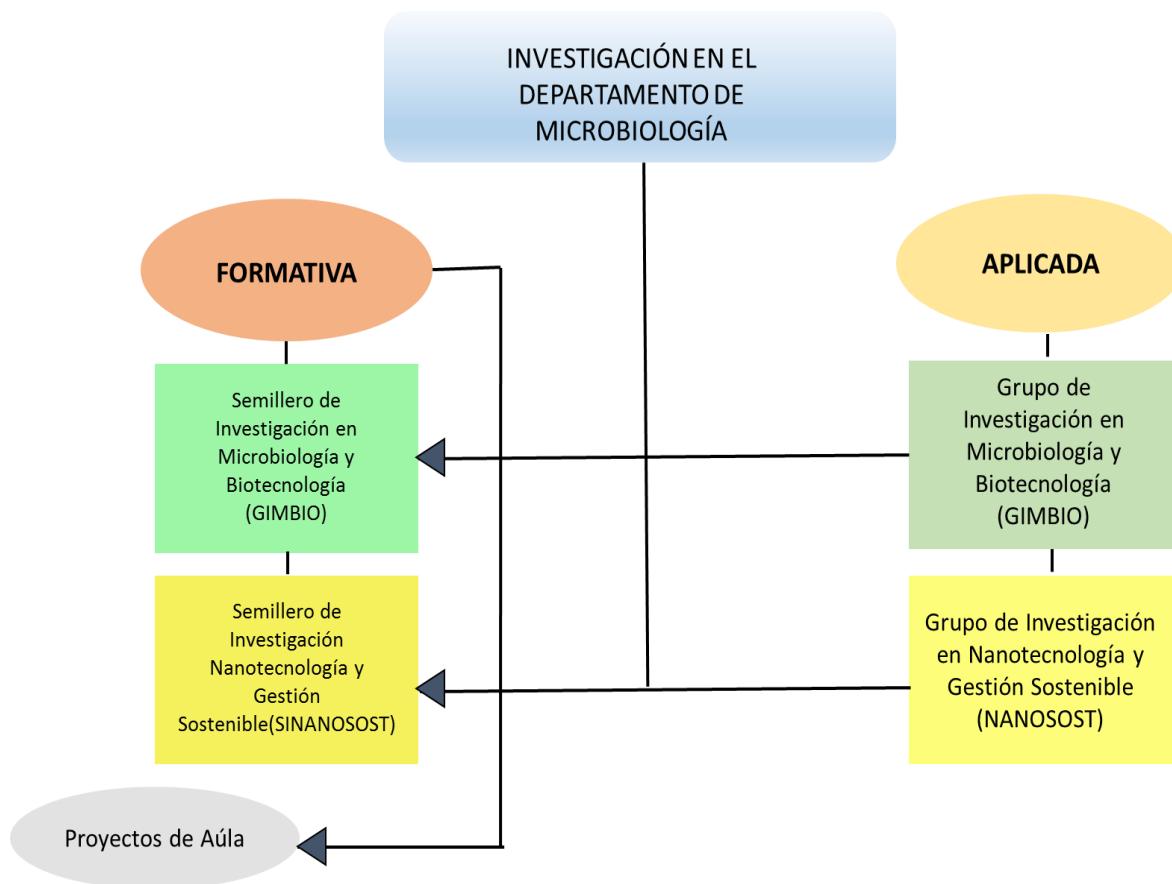 INVESTIGACIÓN EN EL
DEPARTAMENTO DE
MICROBIOLOGÍA
FORMATIVA
APLICADA
Semillero de
Investigación en
Microbiología y
Biotecnología
(GIMBIO)
Grupo de
Investigación en
Microbiología y
Biotecnología
(GIMBIO)
Semillero de
Investigación
Nanotecnología y
Gestión
Sostenible(SINANOSOST)
Grupo de Investigación
en Nanotecnología y
Gestión Sostenible
(NANOSOST)
Proyectos de Aúla